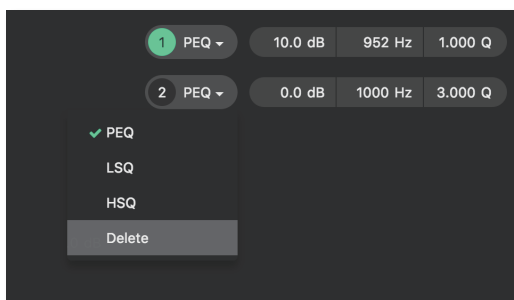 1 PEQ 10.0 dB 952 Hz 1.000 Q
2 PEQ 0.0 dB 1000 Hz 3.000 Q
PEQ
LSQ
HSQ
Delete